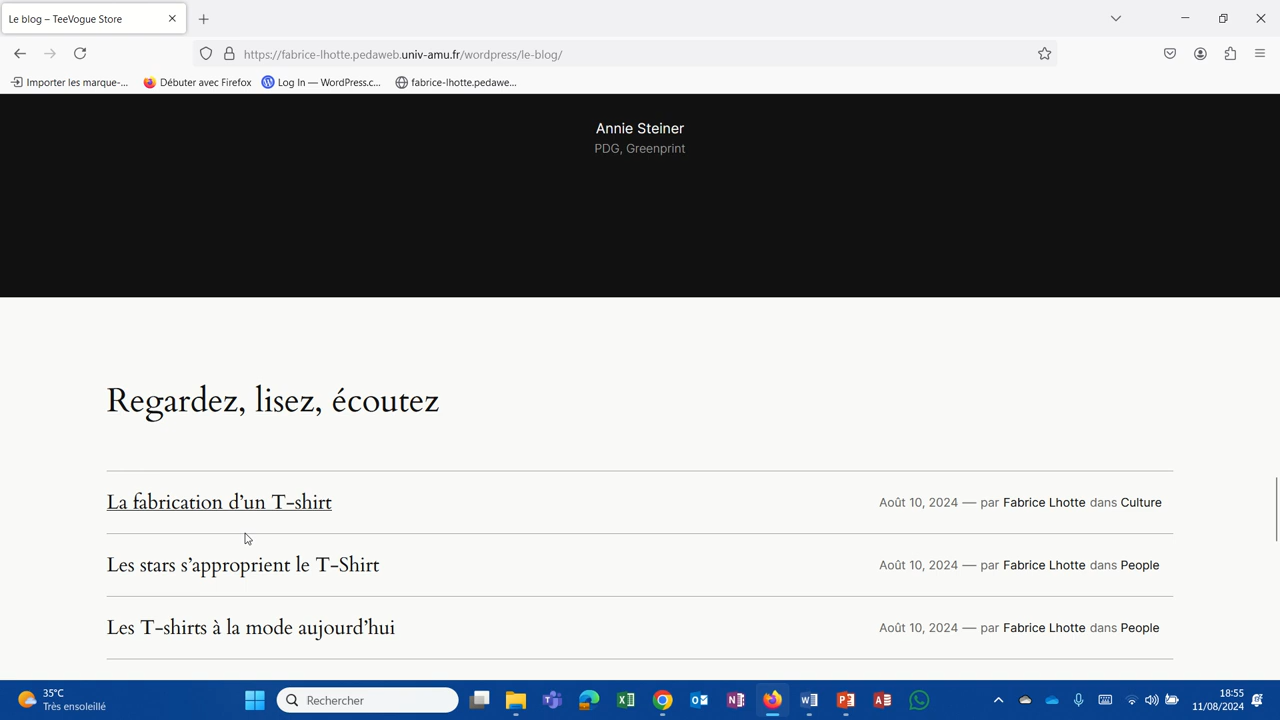 Le blog – TeeVogue Store
https://fabrice-lhotte.pedaweb.univ-amu.fr/wordpress/le-blog/
Importer les marque-... Débuter avec Firefox Log In — WordPress.c... fabrice-lhotte.pedawe...
Annie Steiner
PDG, Greenprint
Regardez, lisez, écoutez
La fabrication d’un T-shirt Août 10, 2024 — par Fabrice Lhotte dans Culture
Les stars s’approprient le T-Shirt Août 10, 2024 — par Fabrice Lhotte dans People
Les T-shirts à la mode aujourd’hui Août 10, 2024 — par Fabrice Lhotte dans People
35°C
Très ensoleillé
Rechercher
18:55
11/08/2024